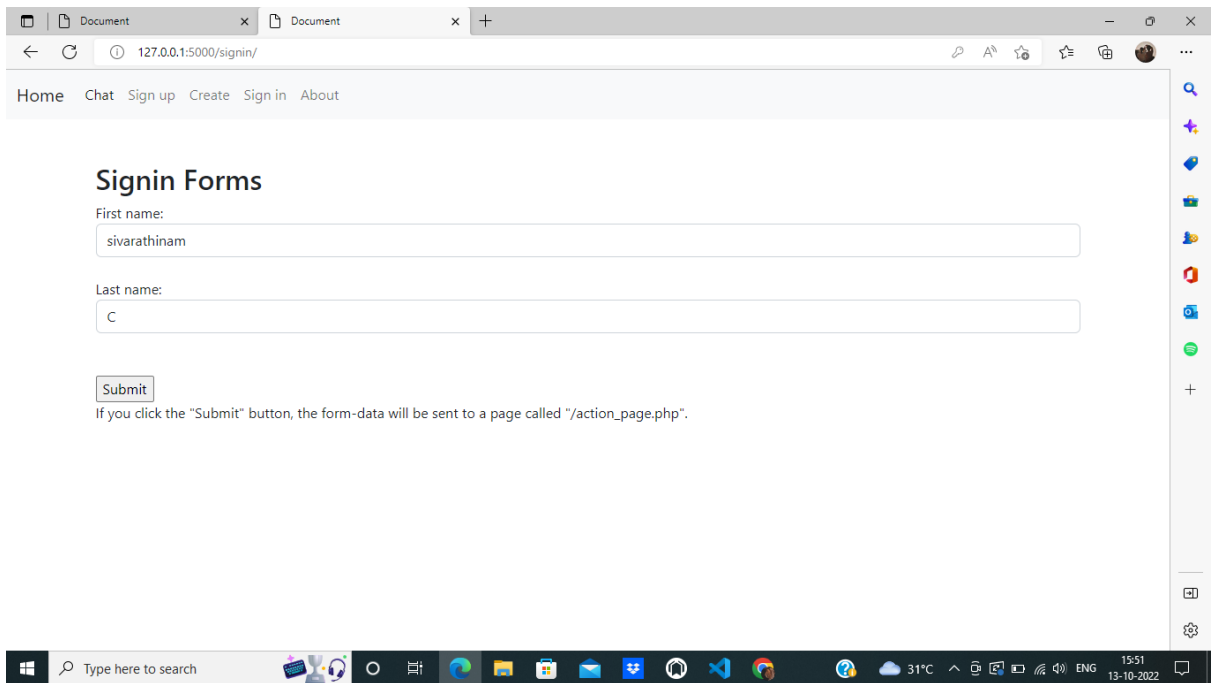 Document
Document
127.0.0.1:5000/signin/
Home Chat Sign up Create Sign in About
Signin Forms
First name:
sivarathinam
Last name:
C
Submit
If you click the "Submit" button, the form-data will be sent to a page called "/action_page.php".
Type here to search
31°C
ENG
15:51
13-10-2022